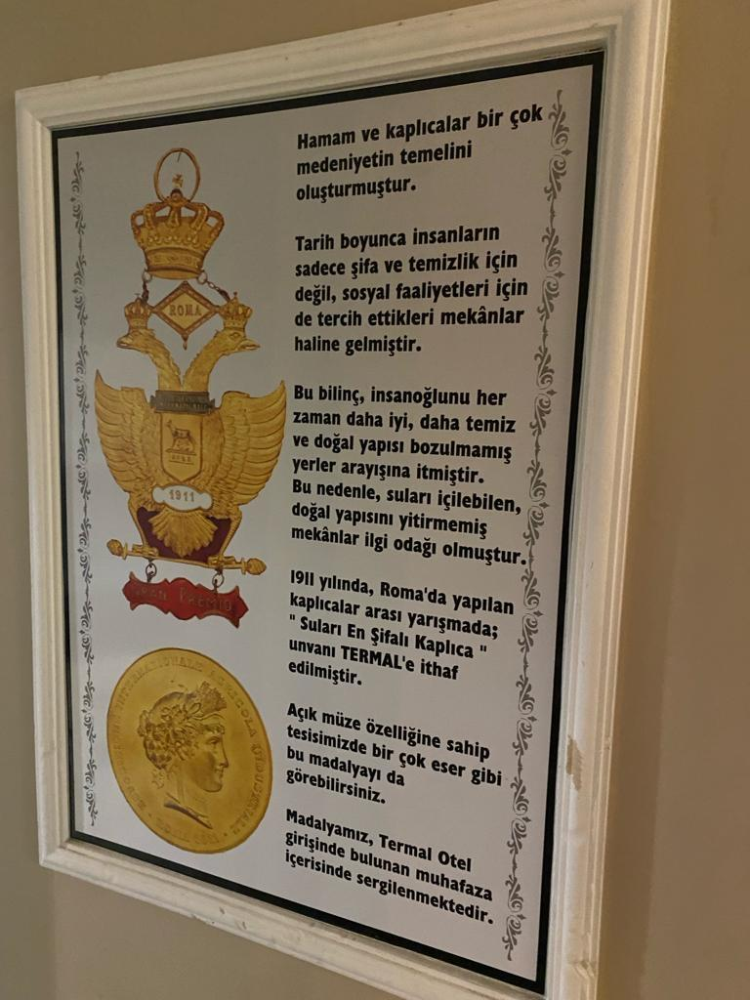 Hamam ve kaplıcalar bir çok
medeniyetin temelini
oluşturmuştur.
Tarih boyunca insanların
sadece şifa ve temizlik için
değil, sosyal faaliyetleri için
de tercih ettikleri mekânlar
haline gelmiştir.
Bu bilinç, insanoğlunu her
zaman daha iyi, daha temiz
ve doğal yapısı bozulmamış
yerler arayışına itmiştir.
Bu nedenle, suları içilebilen,
doğal yapısını yitirmemiş
mekânlar ilgi odağı olmuştur.
1911 yılında, Roma'da yapılan
kaplıcalar arası yarışmada;
" Suları En Şifalı Kaplıca "
unvanı TERMAL'e ithaf
edilmiştir.
Açık müze özelliğine sahip
tesisimizde bir çok eser gibi
bu madalyayı da
görebilirsiniz.
Madalyamız, Termal Otel
girişinde bulunan muhafaza
içerisinde sergilenmektedir.
ROMA
1911
GRAN PREMIO
INTERNATIONALE AGRICOLA